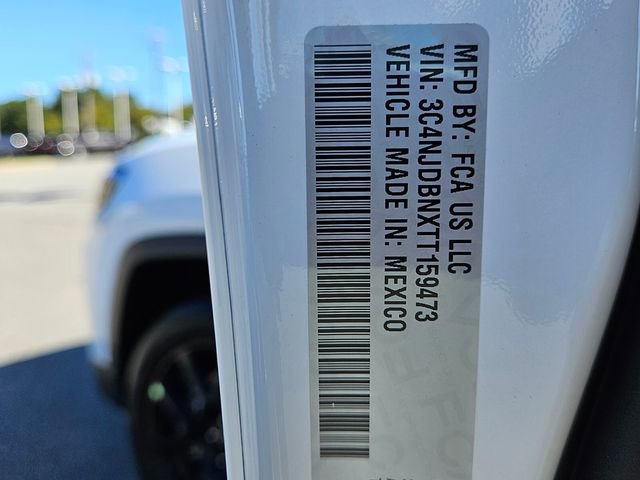 MFD BY: FCA US LLC
VIN: 3C4NJDBNXTT159473
VEHICLE MADE IN: MEXICO